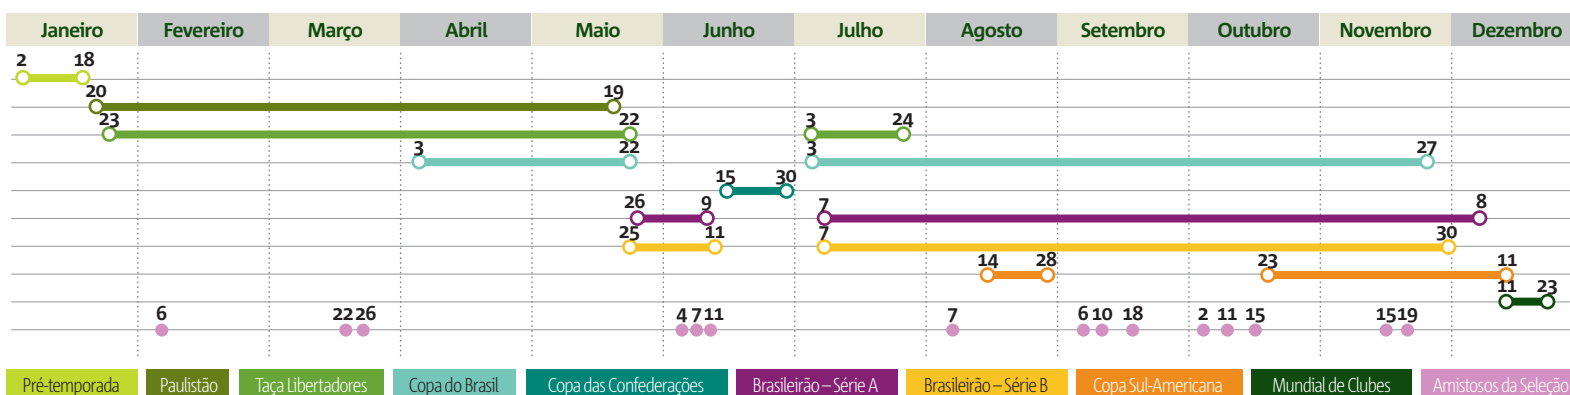 Janeiro Fevereiro Março Abril Maio Junho Julho Agosto Setembro Outubro Novembro Dezembro
2 18
20 19
23 22 3 24
3 22 3 27
15 30
26 9 7 8
25 11 7 30
14 28 23 11
11 23
6 22 26 4 7 11 7 6 10 18 2 11 15 15 19
Pré-temporada Paulistão Taça Libertadores Copa do Brasil Copa das Confederações Brasileirão – Série A Brasileirão – Série B Copa Sul-Americana Mundial de Clubes Amistosos da Seleção